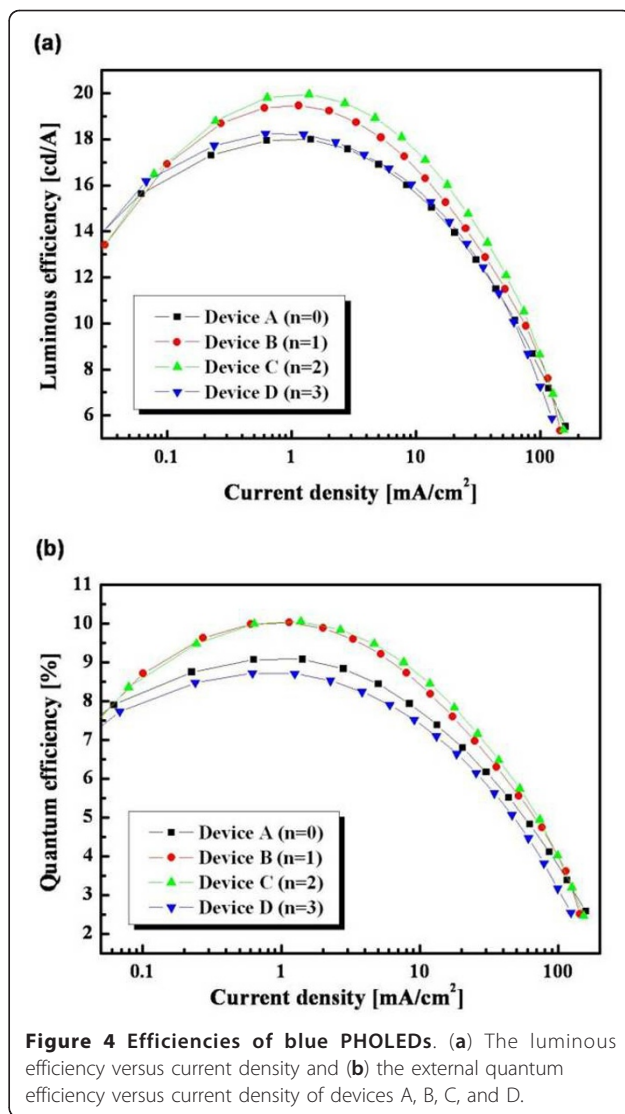 (a)
20
18
16
14
12
10
8
6
Luminous efficiency [cd/A]
Device A (n=0)
Device B (n=1)
Device C (n=2)
Device D (n=3)
0.1 1 10 100
Current density [mA/cm²]
(b)
11
10
9
8
7
6
5
4
3
2
Quantum efficiency [%]
Device A (n=0)
Device B (n=1)
Device C (n=2)
Device D (n=3)
0.1 1 10 100
Current density [mA/cm²]
Figure 4 Efficiencies of blue PHOLEDs. (a) The luminous
efficiency versus current density and (b) the external quantum
efficiency versus current density of devices A, B, C, and D.